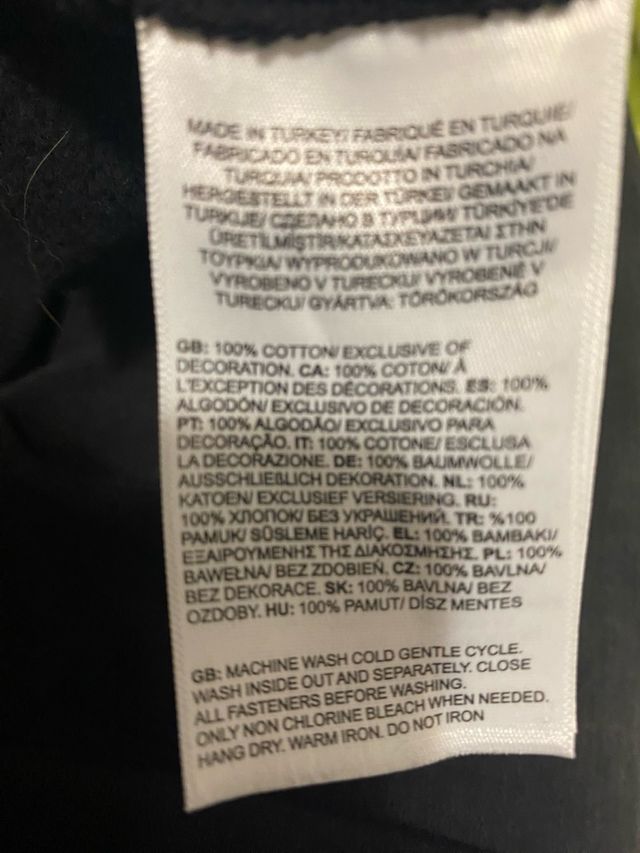 MADE IN TURKEY/ FABRIQUÉ EN TURQUIE/
FABRICADO EN TURQUÍA/ FABRICADO NA
TURQUIA/ PRODOTTO IN TURCHIA/
HERGESTELLT IN DER TÜRKEI/ GEMAAKT IN
TURKIJE/ СДЕЛАНО В ТУРЦИИ/ TÜRKİYE'DE
ÜRETİLMİŞTİR/ΚΑΤΑΣΚΕΥΑΖΕΤΑΙ ΣΤΗΝ
ΤΟΥΡΚΙΑ/ WYPRODUKOWANO W TURCJI/
VYROBENO V TURECKU/ VYROBENÉ V
TURECKU/ GYÁRTVA: TÖRÖKORSZÁG
GB: 100% COTTON/ EXCLUSIVE OF
DECORATION. CA: 100% COTON/ À
L'EXCEPTION DES DÉCORATIONS. ES: 100%
ALGODÓN/ EXCLUSIVO DE DECORACIÓN.
PT: 100% ALGODÃO/ EXCLUSIVO PARA
DECORAÇÃO. IT: 100% COTONE/ ESCLUSA
LA DECORAZIONE. DE: 100% BAUMWOLLE/
AUSSCHLIEßLICH DEKORATION. NL: 100%
KATOEN/ EXCLUSIEF VERSIERING. RU:
100% ХЛОПОК/ БЕЗ УКРАШЕНИЙ. TR: %100
PAMUK/ SÜSLEME HARİÇ. EL: 100% ΒΑΜΒΑΚΙ/
ΕΞΑΙΡΟΥΜΕΝΗΣ ΤΗΣ ΔΙΑΚΟΣΜΗΣΗΣ. PL: 100%
BAWEŁNA/ BEZ ZDOBIEŃ. CZ: 100% BAVLNA/
BEZ DEKORACE. SK: 100% BAVLNA/ BEZ
OZDOBY. HU: 100% PAMUT/ DÍSZ MENTES
GB: MACHINE WASH COLD GENTLE CYCLE.
WASH INSIDE OUT AND SEPARATELY. CLOSE
ALL FASTENERS BEFORE WASHING.
ONLY NON CHLORINE BLEACH WHEN NEEDED.
HANG DRY. WARM IRON. DO NOT IRON